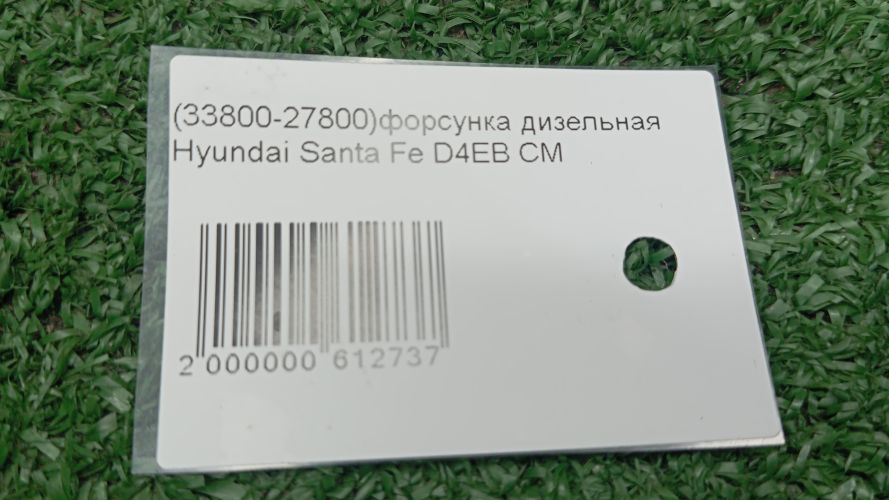 (33800-27800)форсунка дизельная
Hyundai Santa Fe D4EB CM
2 000000 612737